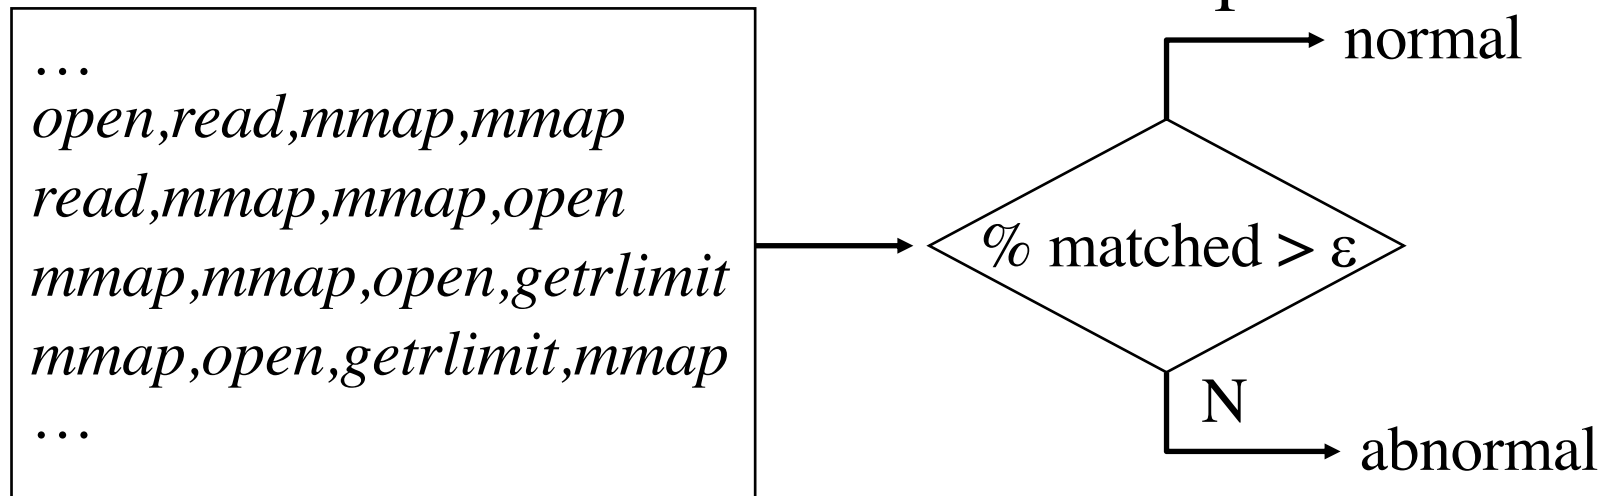 normal
…
open,read,mmap,mmap
read,mmap,mmap,open
mmap,mmap,open,getrlimit
mmap,open,getrlimit,mmap
…
% matched > ε
N
abnormal